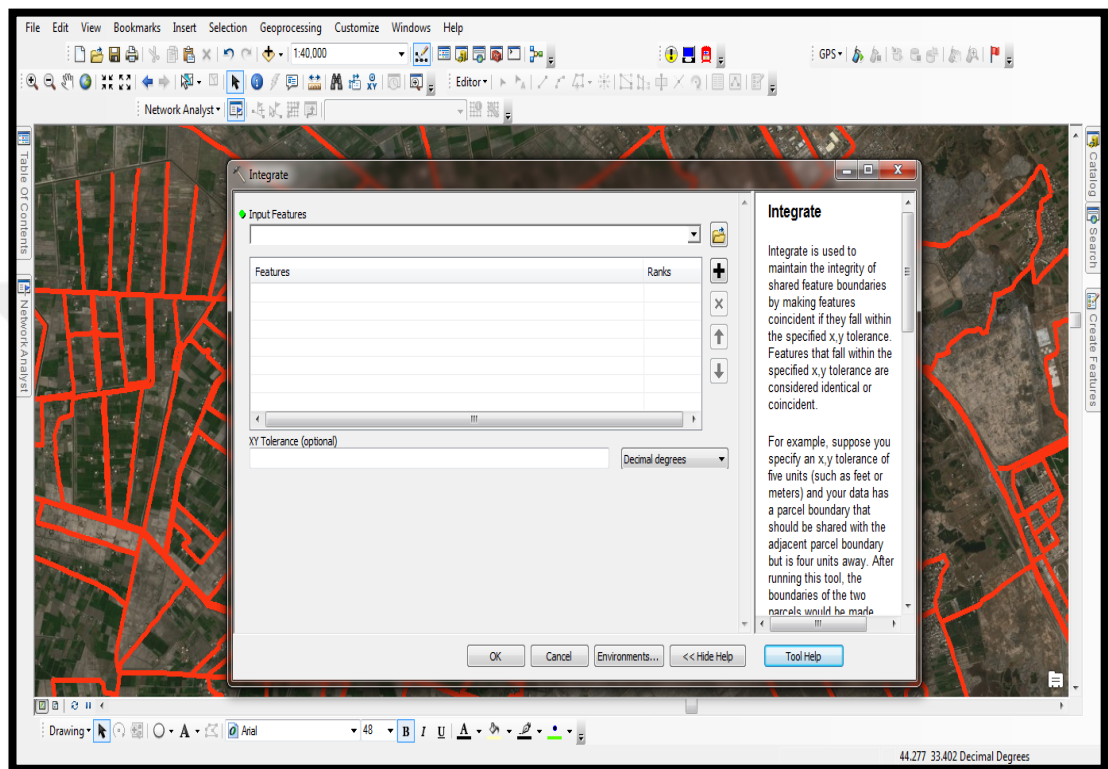 File Edit View Bookmarks Insert Selection Geoprocessing Customize Windows Help
1:40,000
GPS
Editor
Network Analyst
Table Of Contents
Network Analyst
Integrate
Input Features
Features Ranks
XY Tolerance (optional)
Decimal degrees
OK Cancel Environments... << Hide Help Tool Help
Integrate
Integrate is used to
maintain the integrity of
shared feature boundaries
by making features
coincident if they fall within
the specified x,y tolerance.
Features that fall within the
specified x,y tolerance are
considered identical or
coincident.
For example, suppose you
specify an x,y tolerance of
five units (such as feet or
meters) and your data has
a parcel boundary that
should be shared with the
adjacent parcel boundary
but is four units away. After
running this tool, the
boundaries of the two
parcels would be made
Catalog
Search
Create Features
Drawing A Arial 48 B I U A
44.277 33.402 Decimal Degrees